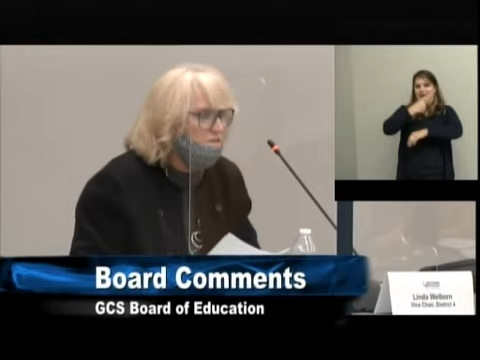 Board Comments
GCS Board of Education
Linda Welborn
Vice Chair, District 4